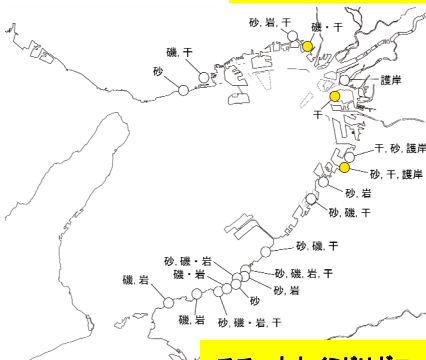 砂, 岩, 干
磯・干
磯, 干
砂
護岸
干
干, 砂, 護岸
砂, 干, 護岸
砂, 岩
砂, 磯, 干
砂, 磯, 干
砂, 磯・岩
磯・岩
砂, 磯, 岩, 干
砂, 岩
砂
磯, 岩
磯, 岩
砂, 磯・岩, 干